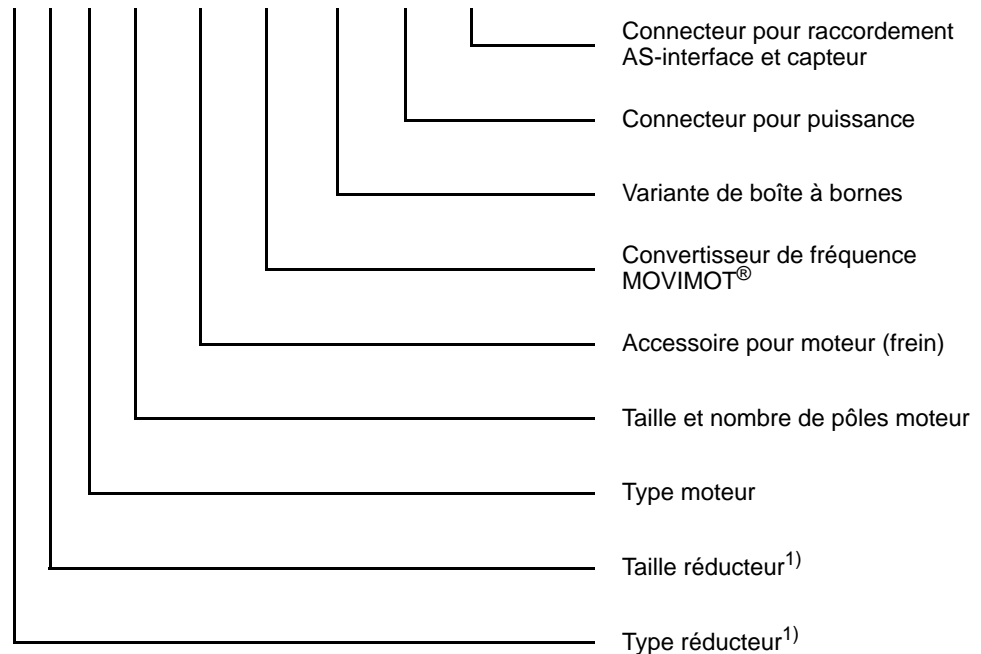 Connecteur pour raccordement
AS-interface et capteur
Connecteur pour puissance
Variante de boîte à bornes
Convertisseur de fréquence
MOVIMOT®
Accessoire pour moteur (frein)
Taille et nombre de pôles moteur
Type moteur
Taille réducteur1)
Type réducteur1)